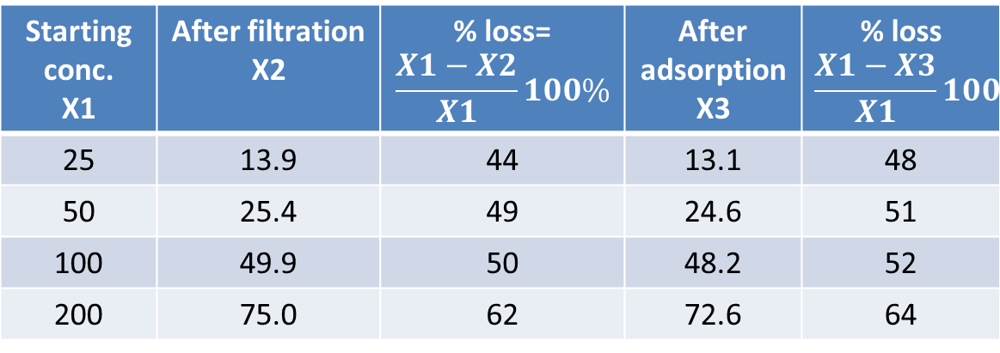 Starting conc. X1 | After filtration X2 | % loss= X1 − X2 / X1 100% | After adsorption X3 | % loss X1 − X3 / X1 100
25 | 13.9 | 44 | 13.1 | 48
50 | 25.4 | 49 | 24.6 | 51
100 | 49.9 | 50 | 48.2 | 52
200 | 75.0 | 62 | 72.6 | 64